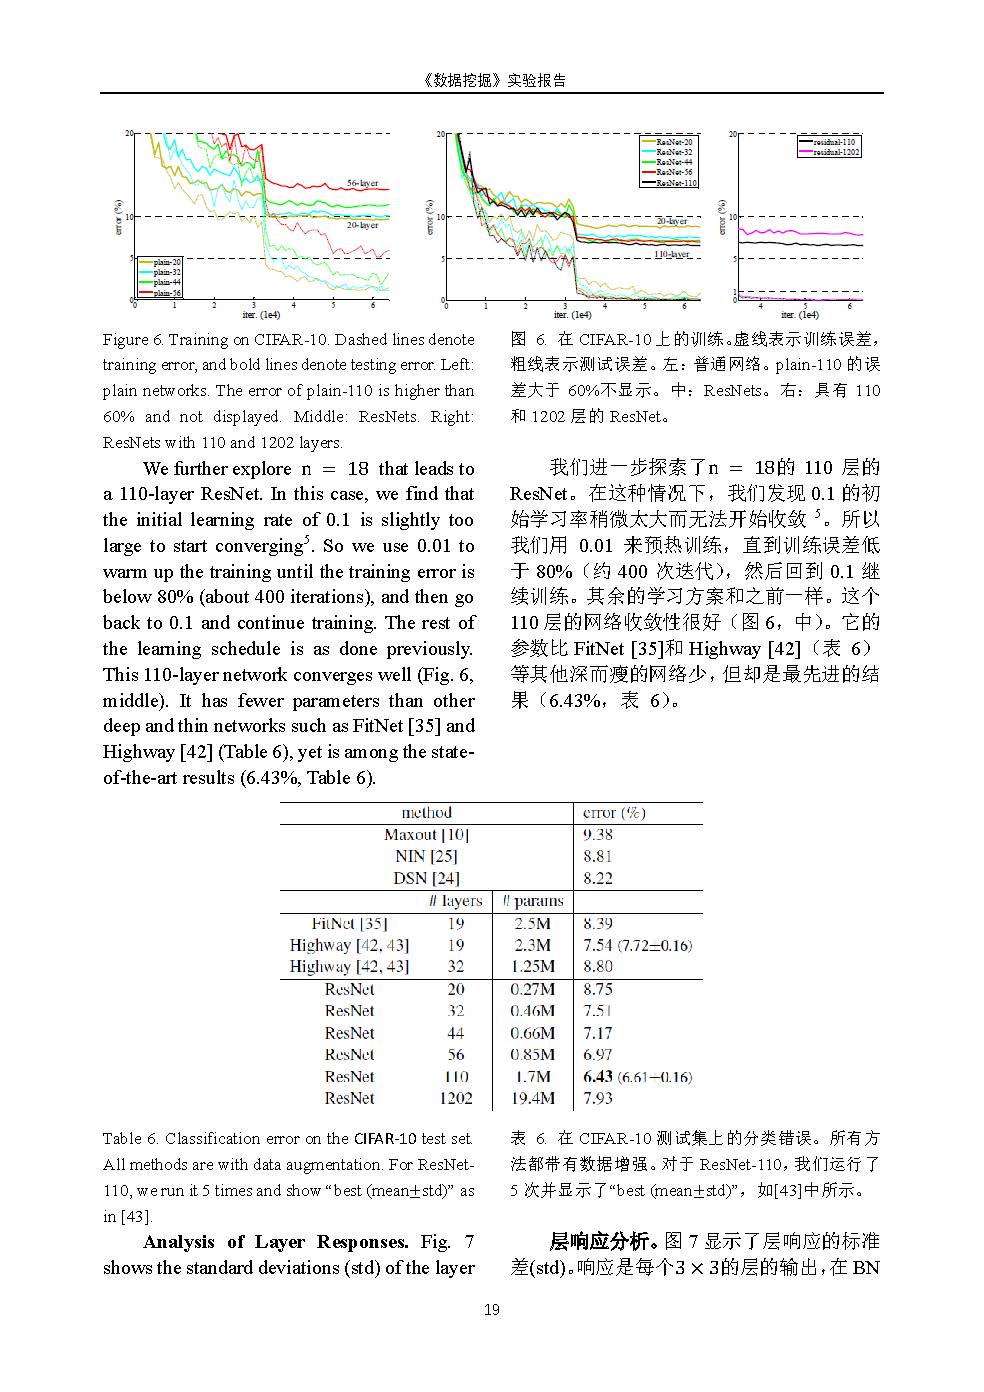 《数据挖掘》实验报告
20
10
5
0
error (%)
56-layer
20-layer
plain-20
plain-32
plain-44
plain-56
0 1 2 3 4 5 6
iter. (1e4)
20
10
5
0
error (%)
ResNet-20
ResNet-32
ResNet-44
ResNet-56
ResNet-110
20-layer
110-layer
0 1 2 3 4 5 6
iter. (1e4)
20
10
5
1
0
error (%)
residual-110
residual-1202
4 5 6
iter. (1e4)
Figure 6. Training on CIFAR-10. Dashed lines denote
training error, and bold lines denote testing error. Left:
plain networks. The error of plain-110 is higher than
60% and not displayed. Middle: ResNets. Right:
ResNets with 110 and 1202 layers.
图 6. 在 CIFAR-10 上的训练。虚线表示训练误差，
粗线表示测试误差。左：普通网络。plain-110 的误
差大于 60%不显示。中：ResNets。右：具有 110
和 1202 层的 ResNet。
We further explore n = 18 that leads to
a 110-layer ResNet. In this case, we find that
the initial learning rate of 0.1 is slightly too
large to start converging5. So we use 0.01 to
warm up the training until the training error is
below 80% (about 400 iterations), and then go
back to 0.1 and continue training. The rest of
the learning schedule is as done previously.
This 110-layer network converges well (Fig. 6,
middle). It has fewer parameters than other
deep and thin networks such as FitNet [35] and
Highway [42] (Table 6), yet is among the state-
of-the-art results (6.43%, Table 6).
我们进一步探索了n = 18的 110 层的
ResNet。在这种情况下，我们发现 0.1 的初
始学习率稍微太大而无法开始收敛 5。所以
我们用 0.01 来预热训练，直到训练误差低
于 80%（约 400 次迭代），然后回到 0.1 继
续训练。其余的学习方案和之前一样。这个
110 层的网络收敛性很好（图 6，中）。它的
参数比 FitNet [35]和 Highway [42]（表 6）
等其他深而瘦的网络少，但却是最先进的结
果（6.43%，表 6）。
method error (%)
Maxout [10] 9.38
NIN [25] 8.81
DSN [24] 8.22
# layers # params
FitNet [35] 19 2.5M 8.39
Highway [42, 43] 19 2.3M 7.54 (7.72±0.16)
Highway [42, 43] 32 1.25M 8.80
ResNet 20 0.27M 8.75
ResNet 32 0.46M 7.51
ResNet 44 0.66M 7.17
ResNet 56 0.85M 6.97
ResNet 110 1.7M 6.43 (6.61±0.16)
ResNet 1202 19.4M 7.93
Table 6. Classification error on the CIFAR-10 test set.
All methods are with data augmentation. For ResNet-
110, we run it 5 times and show “best (mean±std)” as
in [43].
表 6. 在 CIFAR-10 测试集上的分类错误。所有方
法都带有数据增强。对于 ResNet-110，我们运行了
5 次并显示了“best (mean±std)”，如[43]中所示。
Analysis of Layer Responses. Fig. 7
shows the standard deviations (std) of the layer
层响应分析。图 7 显示了层响应的标准
差(std)。响应是每个3 × 3的层的输出，在 BN
19